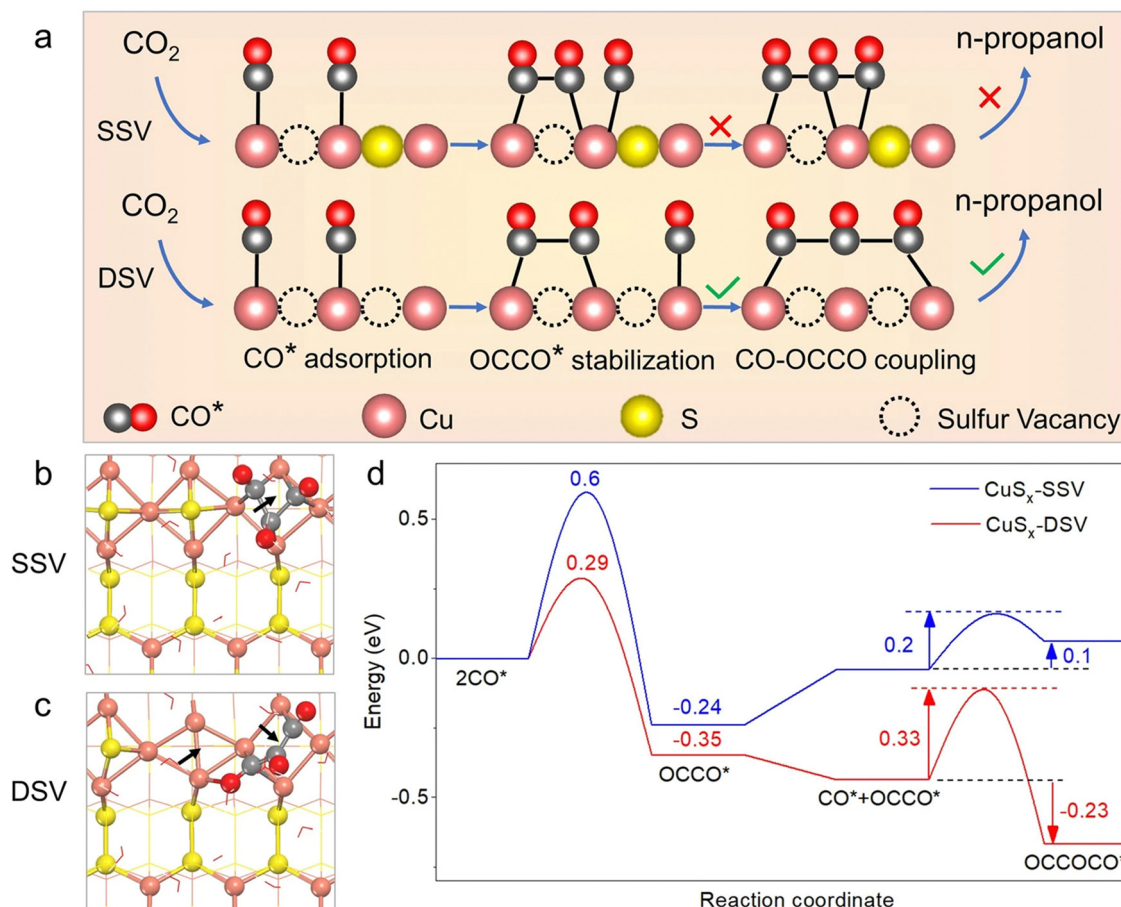 a
CO2
n-propanol
SSV
CO2
n-propanol
DSV
CO* adsorption
OCCO* stabilization
CO-OCCO coupling
CO*
Cu
S
Sulfur Vacancy
b
SSV
c
DSV
d
0.6
CuSx-SSV
CuSx-DSV
0.5
0.29
0.2
0.1
0.0
2CO*
-0.24
-0.35
OCCO*
0.33
CO*+OCCO*
-0.5
-0.23
OCCOCO*
Energy (eV)
Reaction coordinate